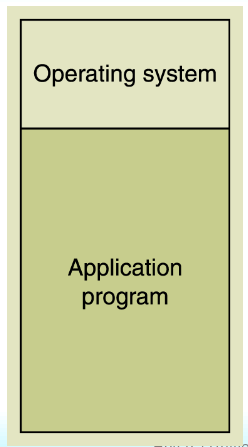 Operating system
Application
program